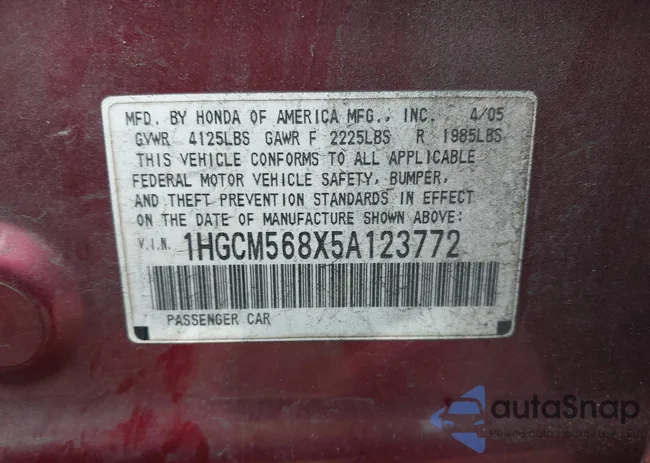 MFD. BY HONDA OF AMERICA MFG., INC. 4/05
GVWR 4125LBS GAWR F 2225LBS R 1985LBS
THIS VEHICLE CONFORMS TO ALL APPLICABLE
FEDERAL MOTOR VEHICLE SAFETY, BUMPER,
AND THEFT PREVENTION STANDARDS IN EFFECT
ON THE DATE OF MANUFACTURE SHOWN ABOVE:
V.I.N. 1HGCM568X5A123772
PASSENGER CAR
autaSnap